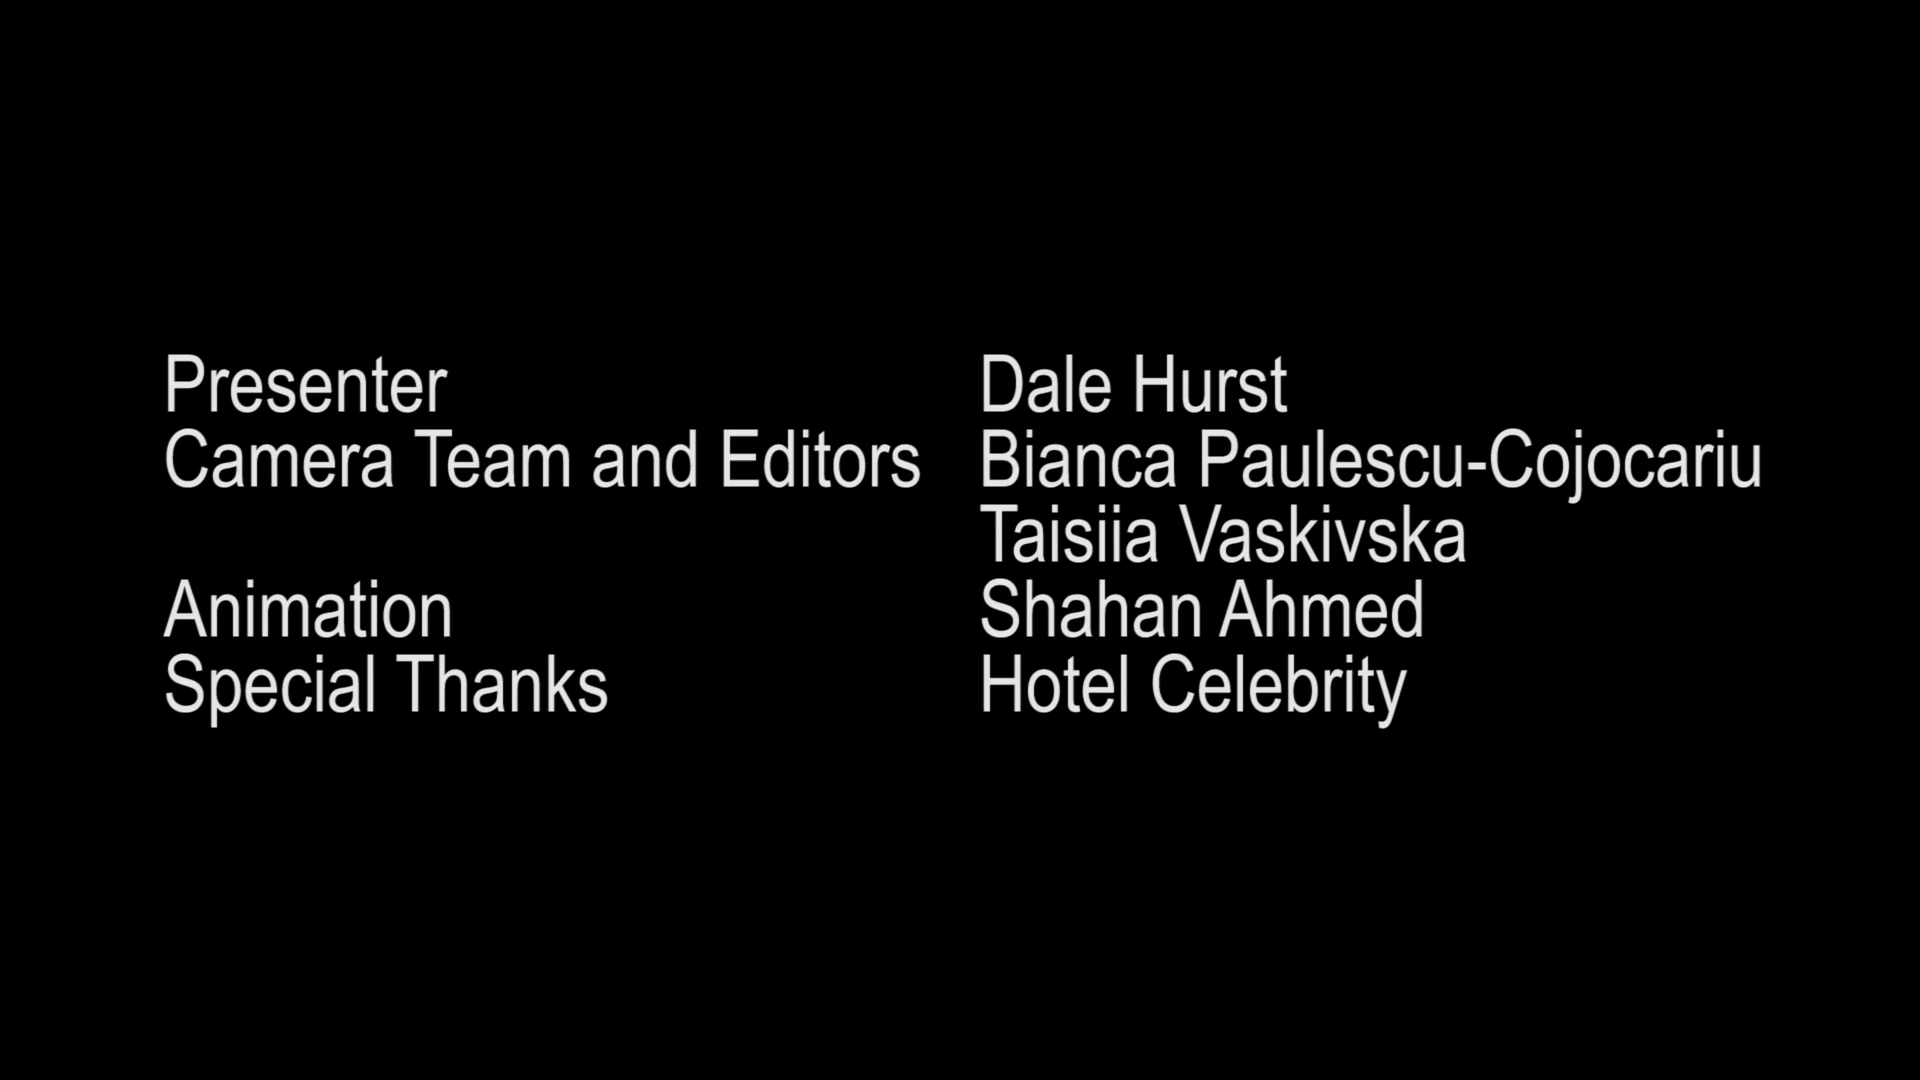 Presenter Dale Hurst
Camera Team and Editors Bianca Paulescu-Cojocariu
Taisiia Vaskivska
Animation Shahan Ahmed
Special Thanks Hotel Celebrity